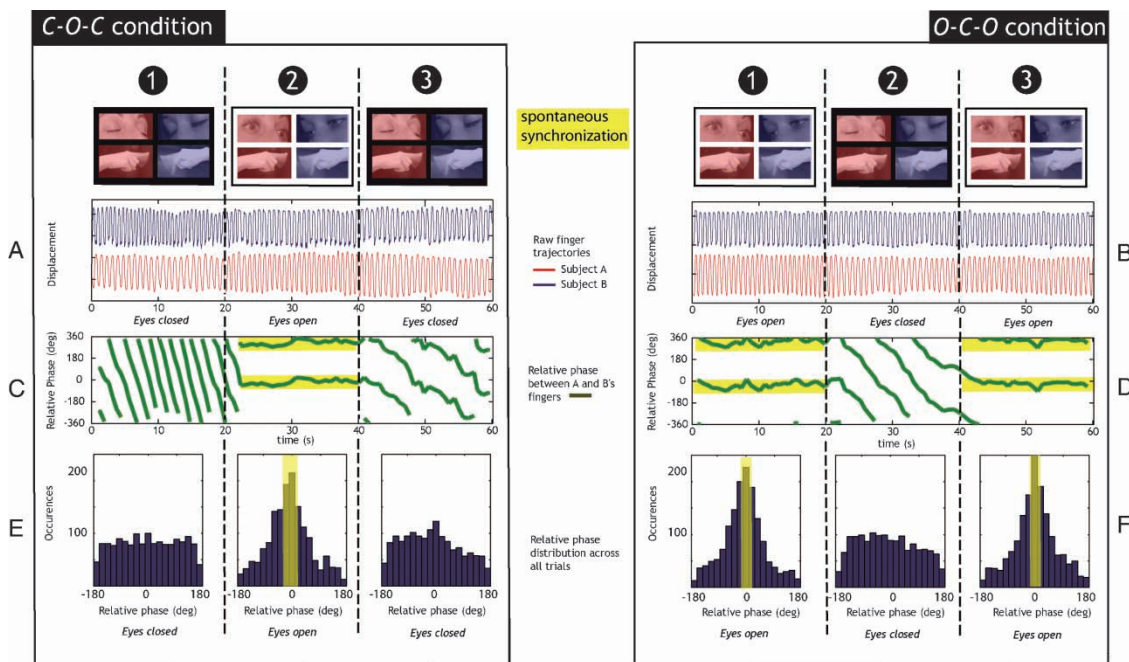 C-O-C condition
O-C-O condition
1
2
3
spontaneous
synchronization
1
2
3
A
Displacement
0
10
20
30
40
50
60
Eyes closed
Eyes open
Eyes closed
Raw finger
trajectories
Subject A
Subject B
B
Displacement
0
10
20
30
40
50
60
Eyes open
Eyes closed
Eyes open
C
Relative Phase (deg)
360
180
0
-180
-360
0
10
20
30
40
50
60
time (s)
Relative phase
between A and B's
fingers
D
Relative Phase (deg)
360
180
0
-180
-360
0
10
20
30
40
50
60
time (s)
E
Occurences
200
100
-180
0
180
-180
0
180
-180
0
180
Relative phase (deg)
Relative phase (deg)
Relative phase (deg)
Eyes closed
Eyes open
Eyes closed
Relative phase
distribution across
all trials
F
Occurences
200
100
-180
0
180
-180
0
180
-180
0
180
Relative phase (deg)
Relative phase (deg)
Relative phase (deg)
Eyes open
Eyes closed
Eyes open